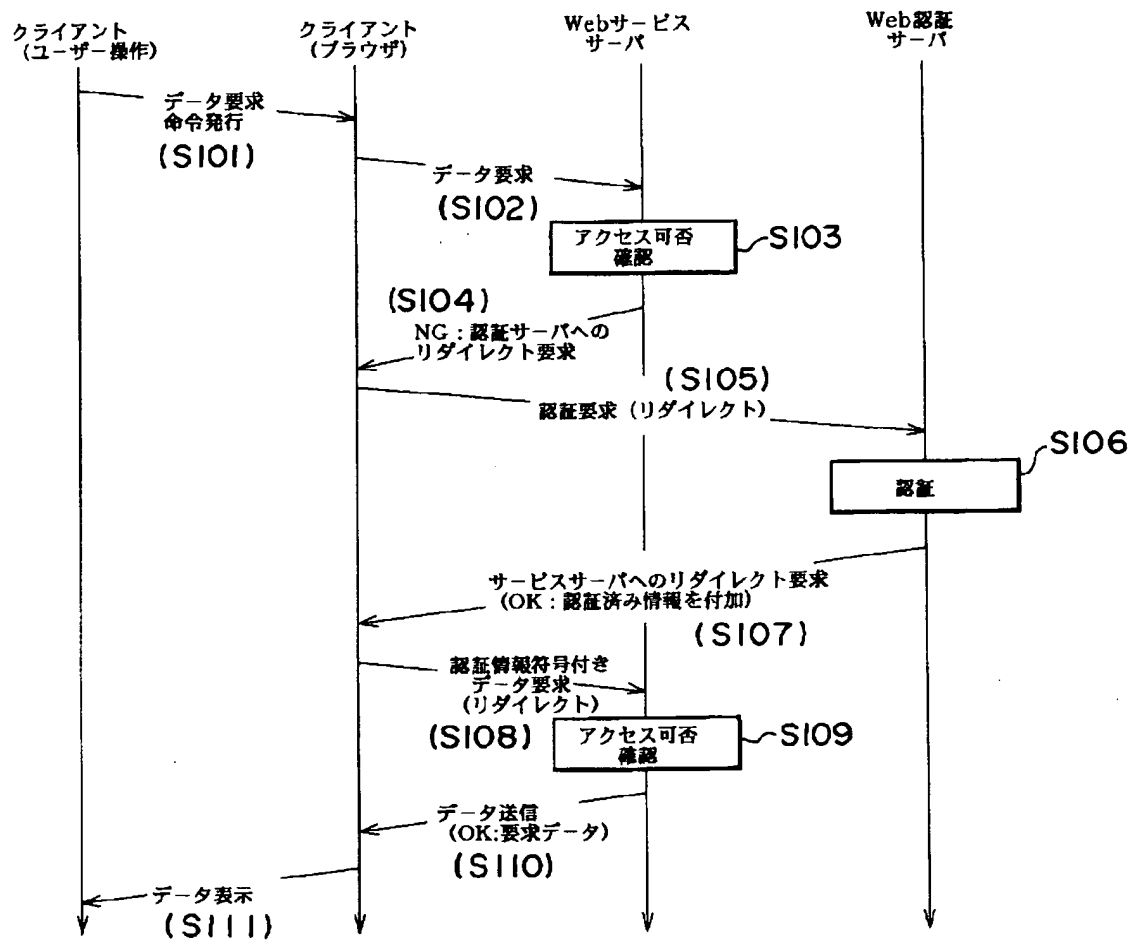 クライアント
(ユーザー操作)
クライアント
(ブラウザ)
Webサービス
サーバ
Web認証
サーバ
データ要求
命令発行
(S101)
データ要求
(S102)
アクセス可否
確認
S103
(S104)
NG：認証サーバへの
リダイレクト要求
(S105)
認証要求（リダイレクト）
S106
認証
サービスサーバへのリダイレクト要求
(OK：認証済み情報を付加)
(S107)
認証情報符号付き
データ要求
(リダイレクト)
(S108)
アクセス可否
確認
S109
データ送信
(OK:要求データ)
(S110)
データ表示
(S111)